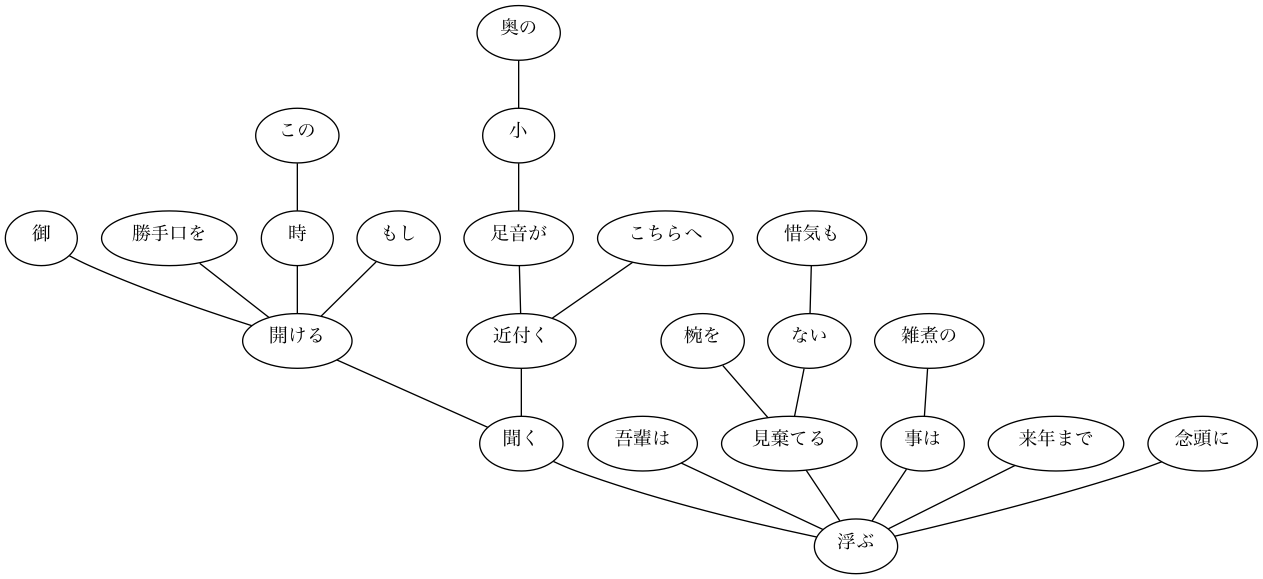 奥の
この
小
御
勝手口を
時
もし
足音が
こちらへ
惜気も
開ける
近付く
椀を
ない
雑煮の
聞く
吾輩は
見棄てる
事は
来年まで
念頭に
浮ぶ